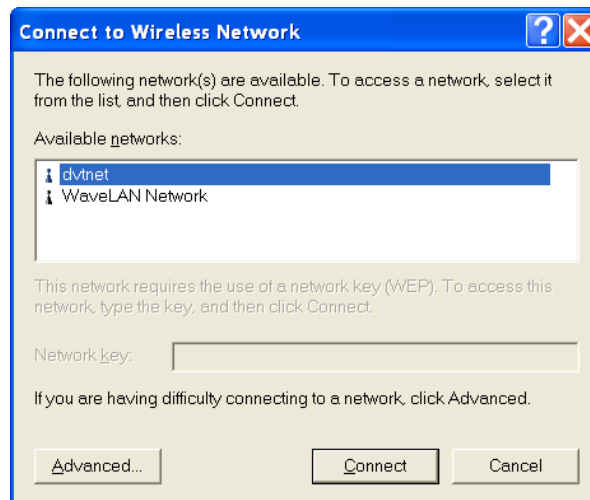 Connect to Wireless Network
The following network(s) are available. To access a network, select it
from the list, and then click Connect.
Available networks:
dvtnet
WaveLAN Network
This network requires the use of a network key (WEP). To access this
network, type the key, and then click Connect.
Network key:
If you are having difficulty connecting to a network, click Advanced.
Advanced... Connect Cancel